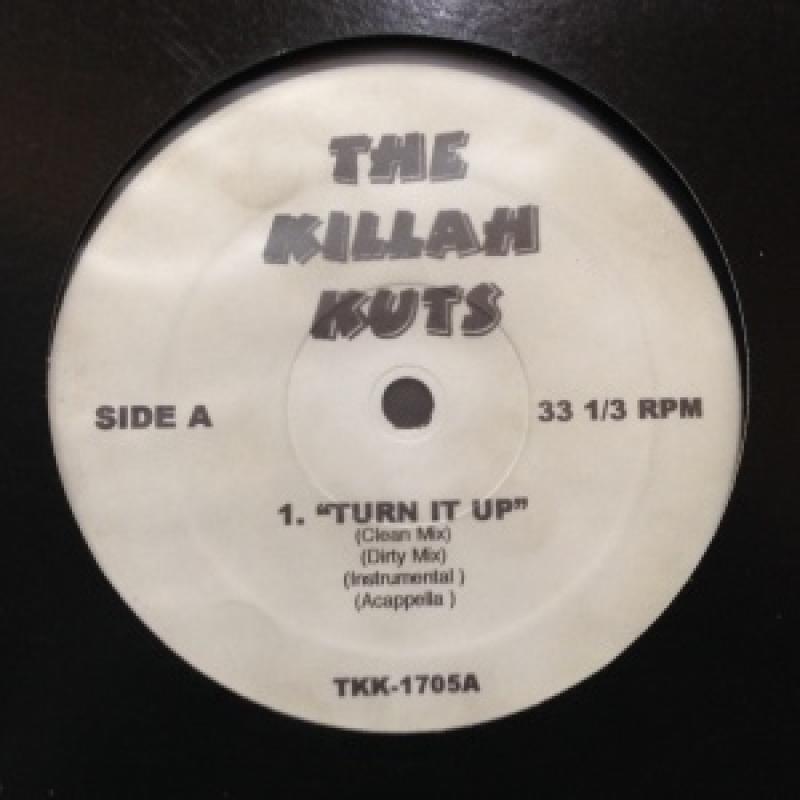 THE
KILLAH
KUTS
SIDE A
33 1/3 RPM
1. “TURN IT UP”
(Clean Mix)
(Dirty Mix)
(Instrumental )
(Acappella )
TKK-1705A